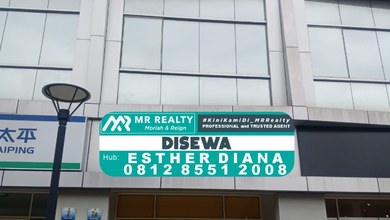 MR REALTY
Moriah & Reign
#KiniKamiDi_MRRealty
PROFESSIONAL and TRUSTED AGENT
DISEWA
Hub: ESTHER DIANA
0812 8551 2008
太平
AIPING